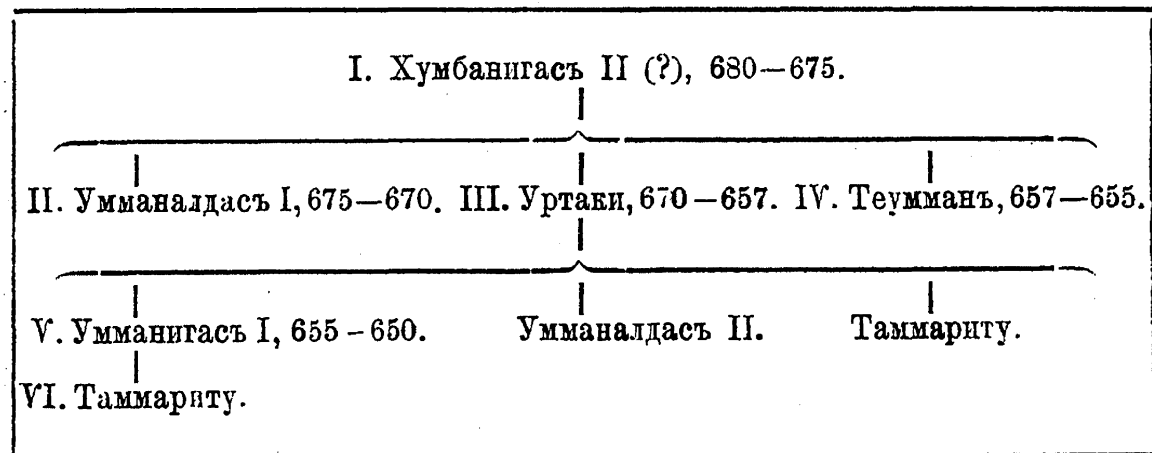 I. Хумбанигасъ II (?), 680—675.
II. Умманалдасъ I, 675—670. III. Уртаки, 670—657. IV. Теумманъ, 657—655.
V. Умманигасъ I, 655–650. Умманалдасъ II. Таммариту.
VI. Таммариту.